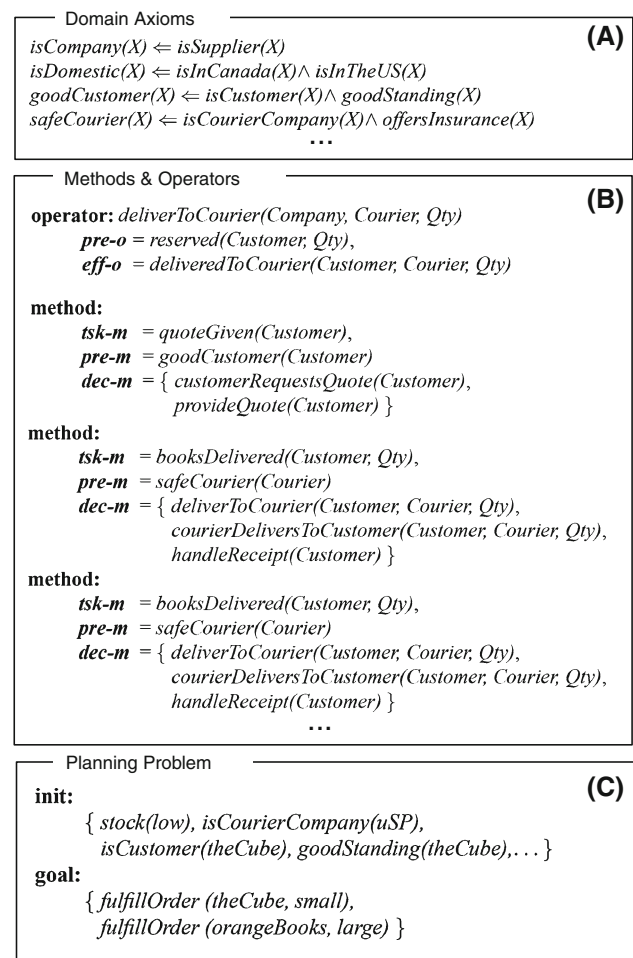 Domain Axioms
(A)
isCompany(X) ⇐ isSupplier(X)
isDomestic(X) ⇐ isInCanada(X)∧ isInTheUS(X)
goodCustomer(X) ⇐ isCustomer(X)∧ goodStanding(X)
safeCourier(X) ⇐ isCourierCompany(X)∧ offersInsurance(X)
...
Methods & Operators
(B)
operator: deliverToCourier(Company, Courier, Qty)
pre-o = reserved(Customer, Qty),
eff-o = deliveredToCourier(Customer, Courier, Qty)
method:
tsk-m = quoteGiven(Customer),
pre-m = goodCustomer(Customer)
dec-m = { customerRequestsQuote(Customer),
provideQuote(Customer) }
method:
tsk-m = booksDelivered(Customer, Qty),
pre-m = safeCourier(Courier)
dec-m = { deliverToCourier(Customer, Courier, Qty),
courierDeliversToCustomer(Customer, Courier, Qty),
handleReceipt(Customer) }
method:
tsk-m = booksDelivered(Customer, Qty),
pre-m = safeCourier(Courier)
dec-m = { deliverToCourier(Customer, Courier, Qty),
courierDeliversToCustomer(Customer, Courier, Qty),
handleReceipt(Customer) }
...
Planning Problem
(C)
init:
{ stock(low), isCourierCompany(uSP),
isCustomer(theCube), goodStanding(theCube),... }
goal:
{ fulfillOrder (theCube, small),
fulfillOrder (orangeBooks, large) }